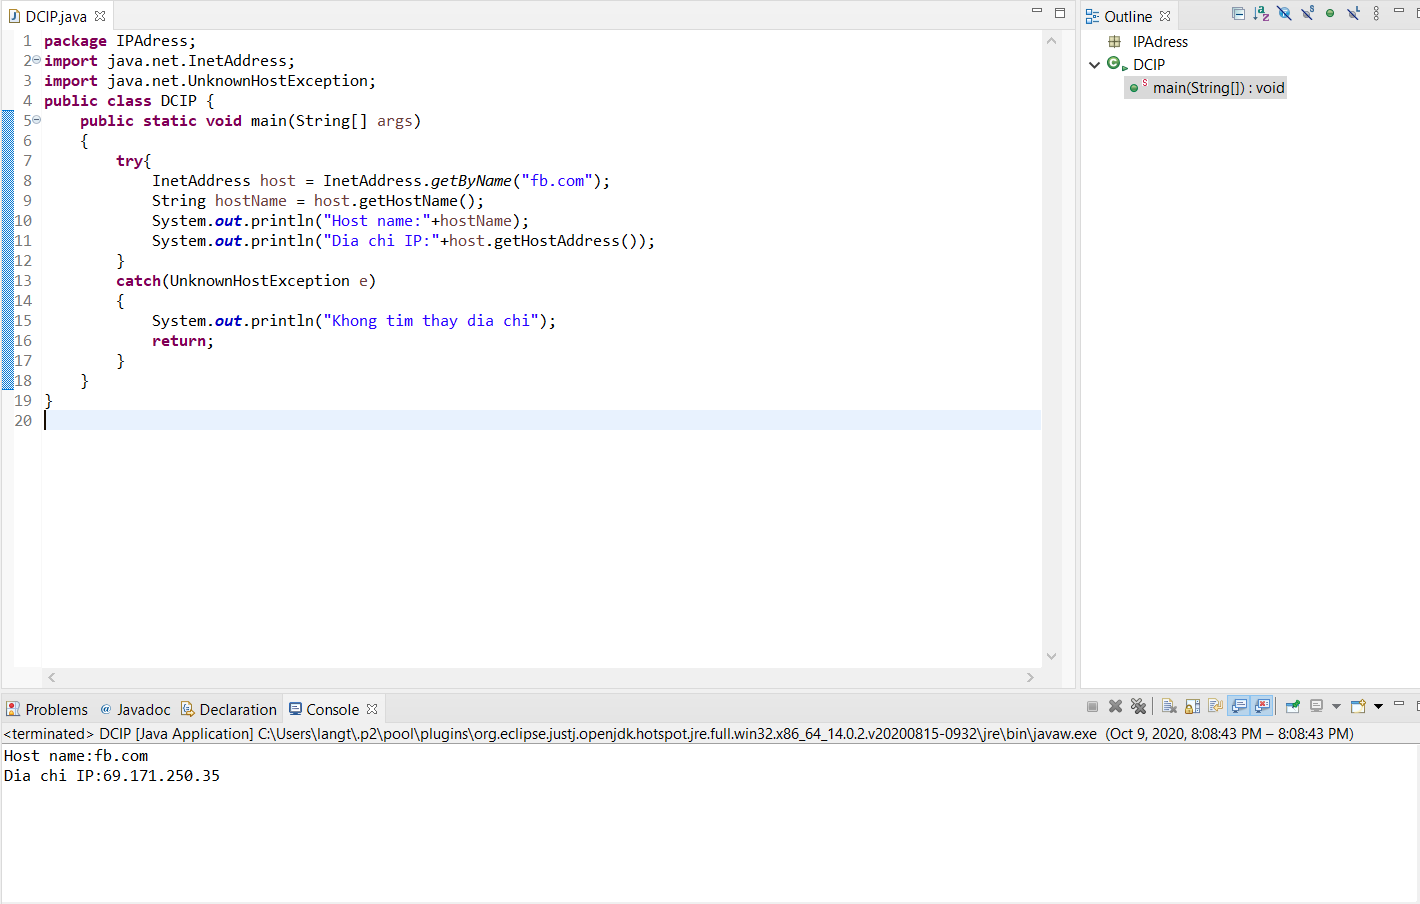 DCIP.java
Outline
1 package IPAdress;
2 import java.net.InetAddress;
3 import java.net.UnknownHostException;
4 public class DCIP {
5     public static void main(String[] args)
6     {
7         try{
8             InetAddress host = InetAddress.getByName("fb.com");
9             String hostName = host.getHostName();
10             System.out.println("Host name:"+hostName);
11             System.out.println("Dia chi IP:"+host.getHostAddress());
12         }
13         catch(UnknownHostException e)
14         {
15             System.out.println("Khong tim thay dia chi");
16             return;
17         }
18     }
19 }
20
IPAdress
DCIP
main(String[]) : void
Problems @ Javadoc Declaration Console
<terminated> DCIP [Java Application] C:\Users\langt\.p2\pool\plugins\org.eclipse.justj.openjdk.hotspot.jre.full.win32.x86_64_14.0.2.v20200815-0932\jre\bin\javaw.exe  (Oct 9, 2020, 8:08:43 PM – 8:08:43 PM)
Host name:fb.com
Dia chi IP:69.171.250.35